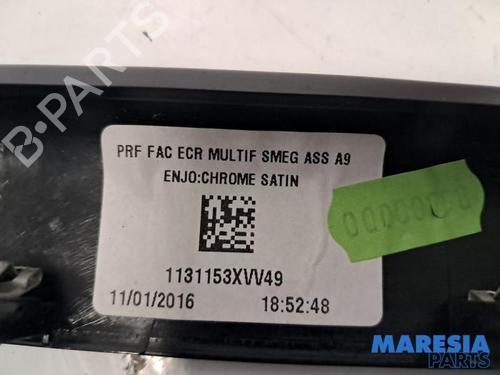 PRF FAC ECR MULTIF SMEG ASS A9
ENJO:CHROME SATIN
1131153XVV49
11/01/2016 18:52:48
MARESIA
PARTS